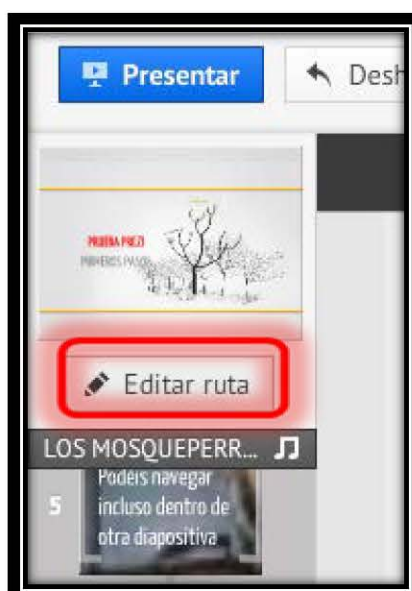 Presentar
Desh
PRUEBA PREZI
PRIMEROS PASOS
Editar ruta
LOS MOSQUEPERR...
5
Podéis navegar
incluso dentro de
otra diapositiva